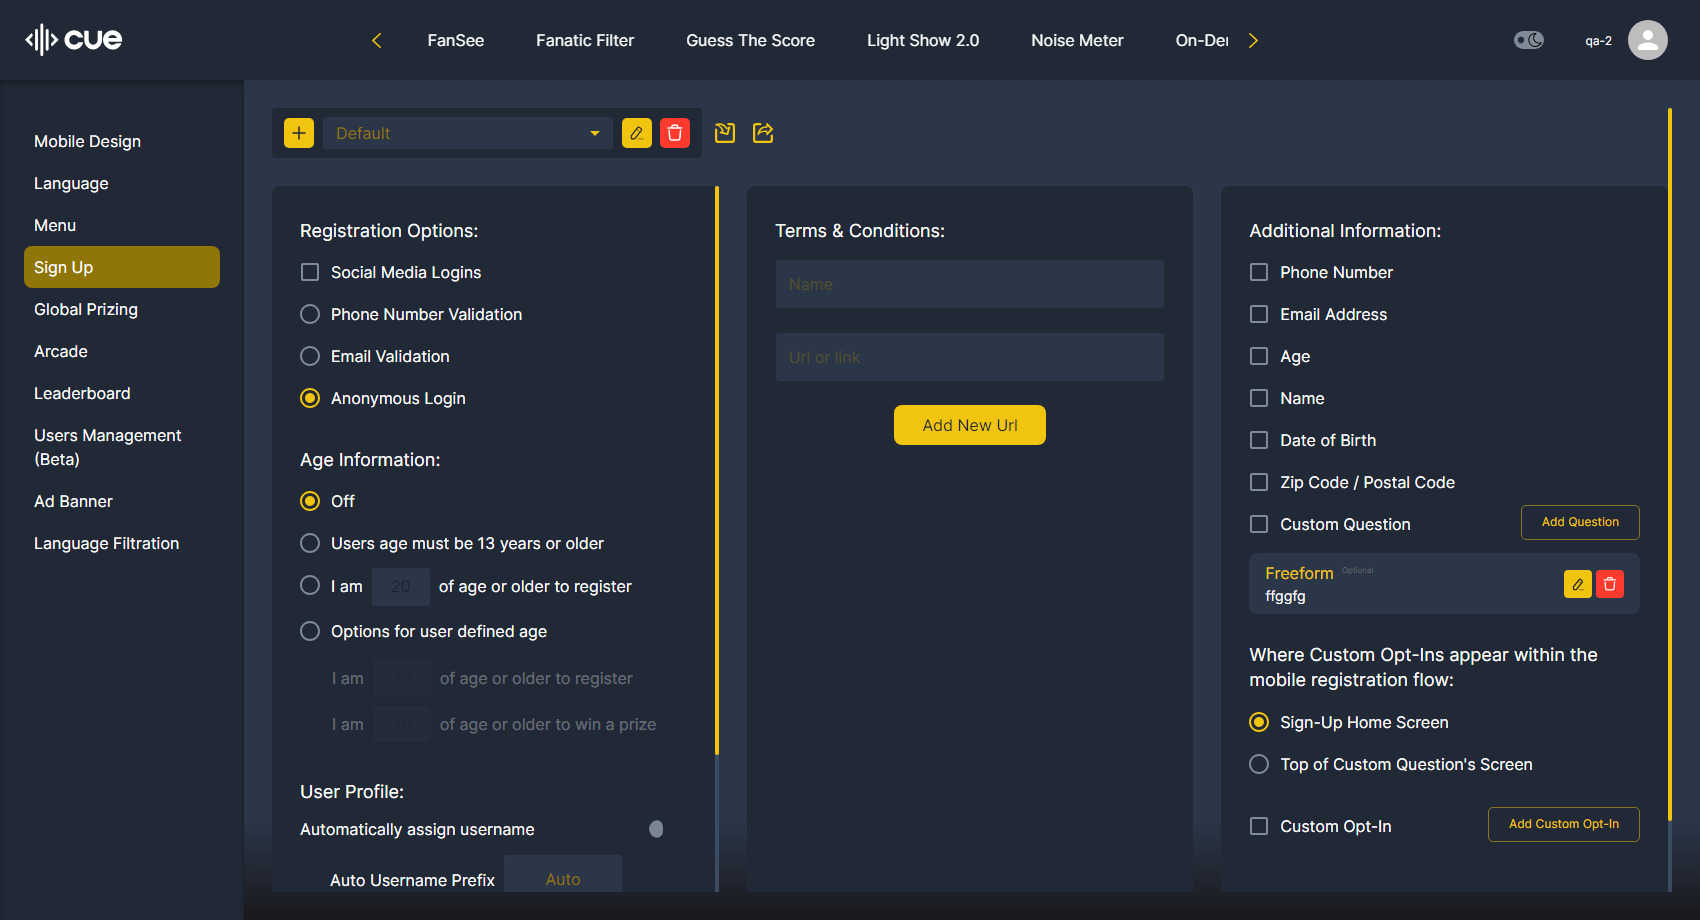 cue
FanSee
Fanatic Filter
Guess The Score
Light Show 2.0
Noise Meter
On-De
qa-2
Mobile Design
Language
Menu
Sign Up
Global Prizing
Arcade
Leaderboard
Users Management
(Beta)
Ad Banner
Language Filtration
Default
Registration Options:
Social Media Logins
Phone Number Validation
Email Validation
Anonymous Login
Age Information:
Off
Users age must be 13 years or older
I am 20 of age or older to register
Options for user defined age
I am 20 of age or older to register
I am of age or older to win a prize
User Profile:
Automatically assign username
Auto Username Prefix Auto
Terms & Conditions:
Name
Url or link
Add New Url
Additional Information:
Phone Number
Email Address
Age
Name
Date of Birth
Zip Code / Postal Code
Custom Question Add Question
Freeform Optional
ffggfg
Where Custom Opt-Ins appear within the
mobile registration flow:
Sign-Up Home Screen
Top of Custom Question's Screen
Custom Opt-In Add Custom Opt-In